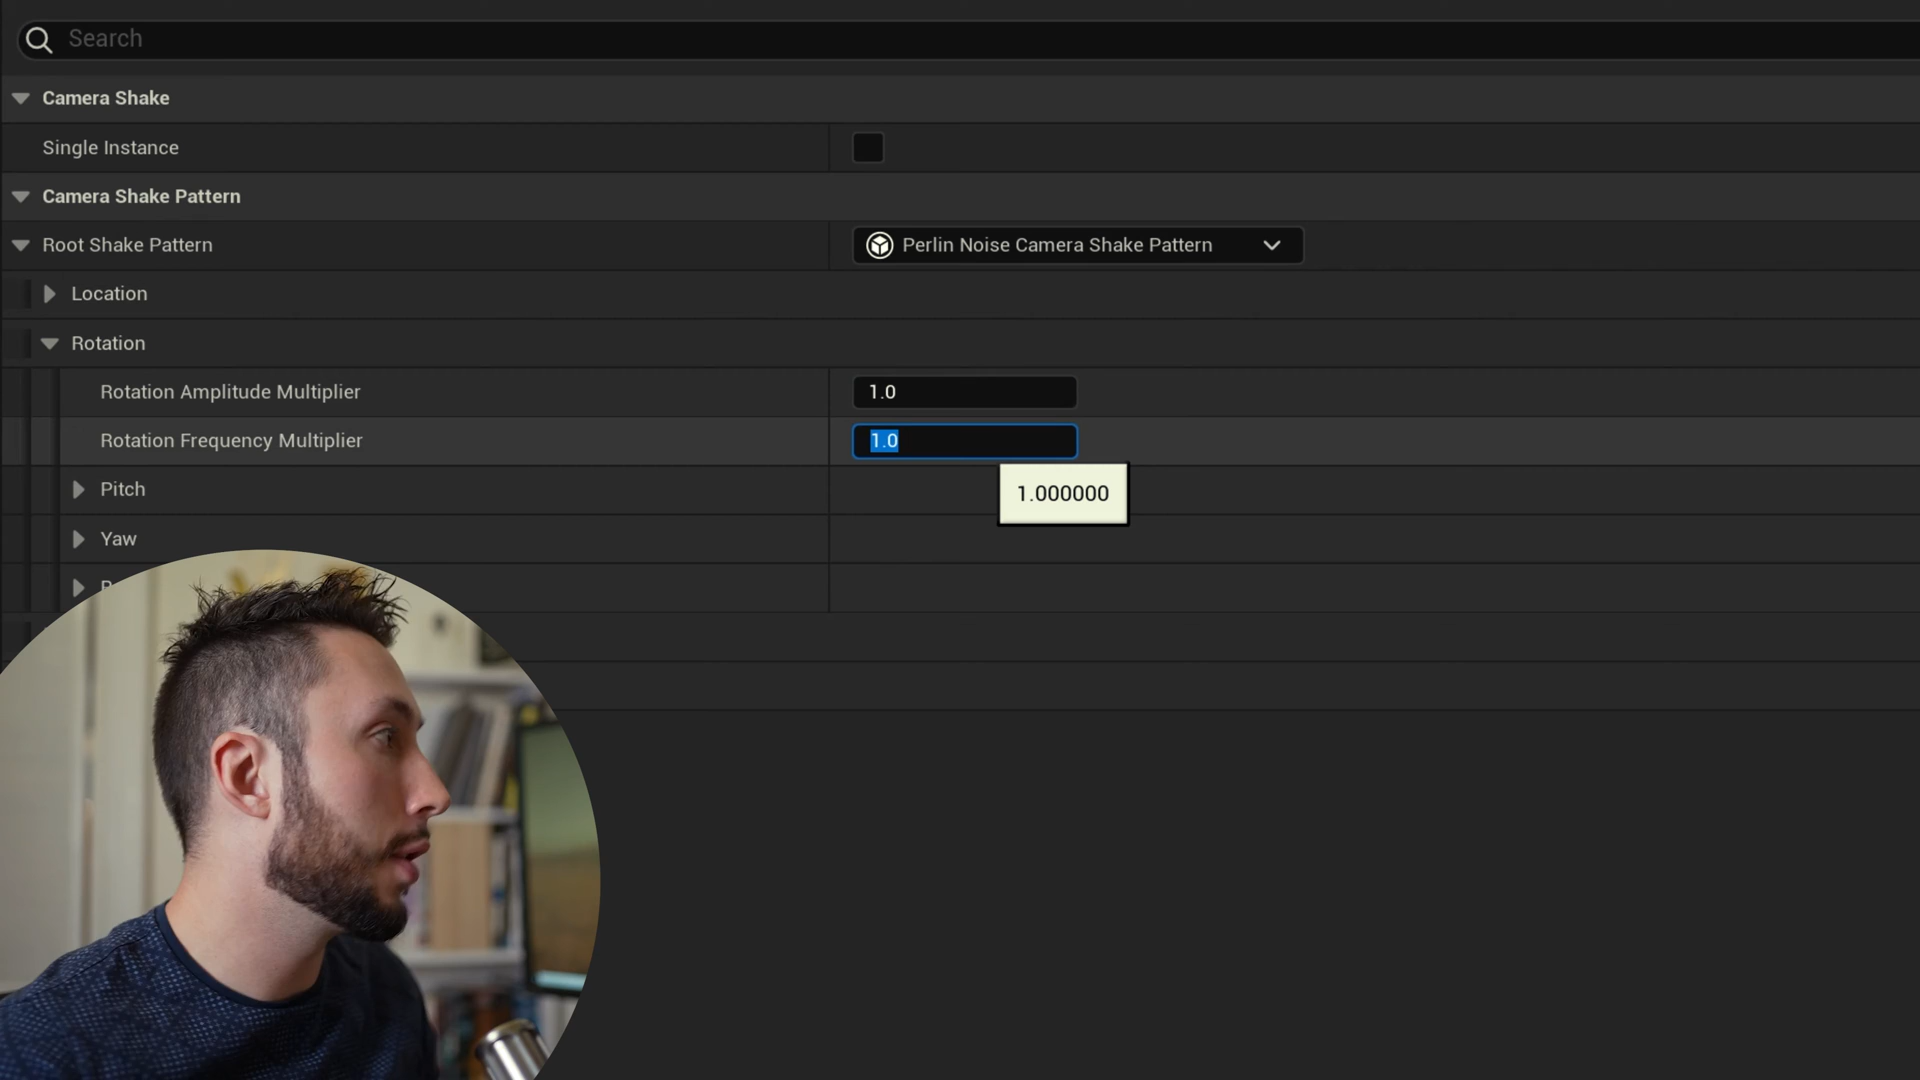 Search
Camera Shake
Single Instance
Camera Shake Pattern
Root Shake Pattern
Perlin Noise Camera Shake Pattern
Location
Rotation
Rotation Amplitude Multiplier
1.0
Rotation Frequency Multiplier
1.0
Pitch
1.000000
Yaw